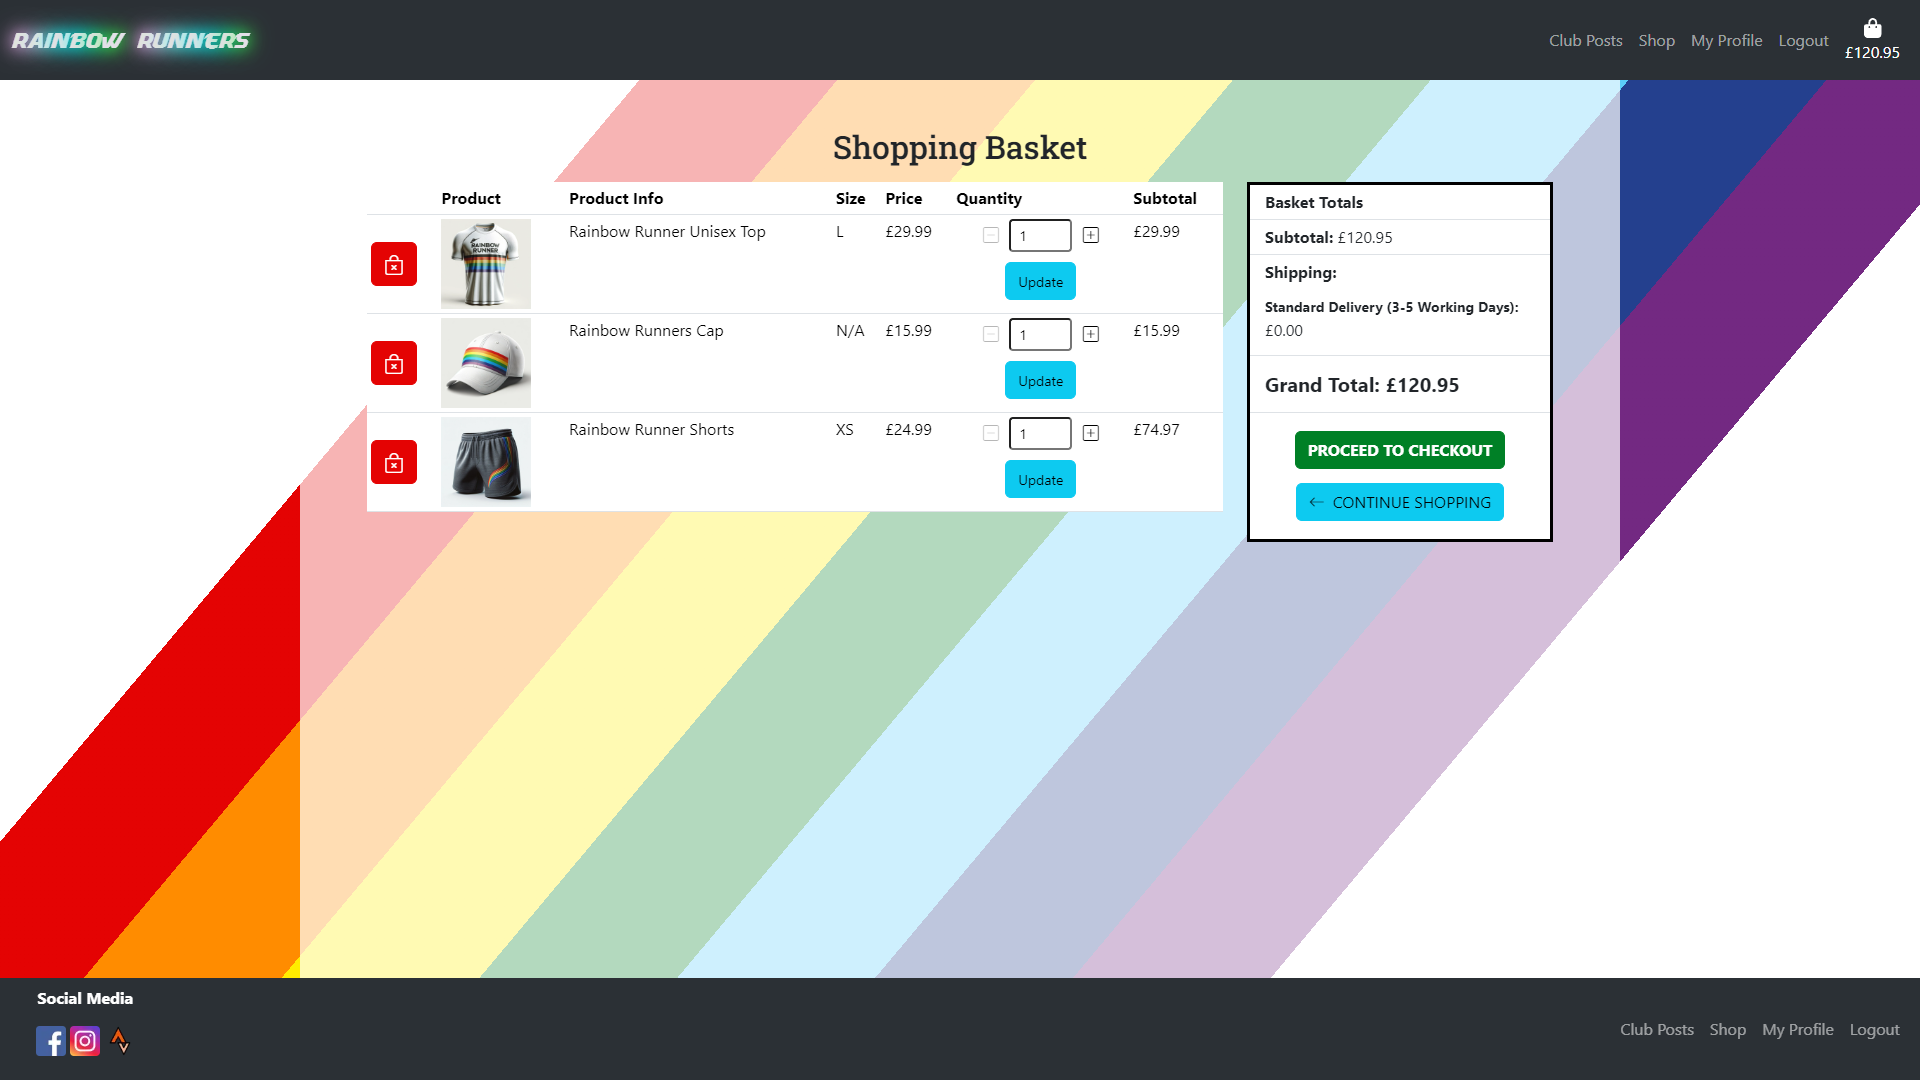 RAINBOW RUNNERS
Club Posts Shop My Profile Logout £120.95
Shopping Basket
Product Product Info Size Price Quantity Subtotal
RAINBOW
RUNNER
Rainbow Runner Unisex Top L £29.99 1 £29.99
Update
Rainbow Runners Cap N/A £15.99 1 £15.99
Update
Rainbow Runner Shorts XS £24.99 1 £74.97
Update
Basket Totals
Subtotal: £120.95
Shipping:
Standard Delivery (3-5 Working Days):
£0.00
Grand Total: £120.95
PROCEED TO CHECKOUT
CONTINUE SHOPPING
Social Media
Club Posts Shop My Profile Logout